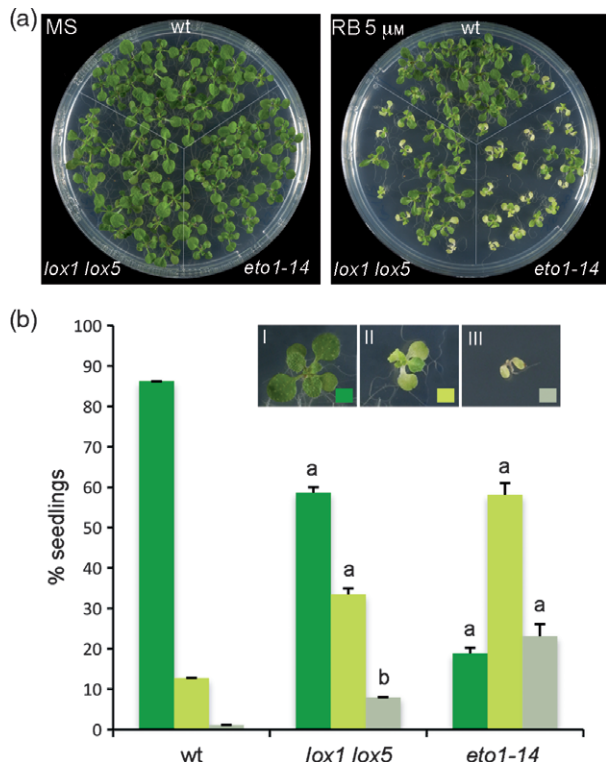 (a)
MS
wt
lox1 lox5
eto1-14
RB 5 μM
wt
lox1 lox5
eto1-14
(b)
100
90
80
70
60
50
40
30
20
10
0
% seedlings
I
II
III
a
a
b
a
a
a
wt
lox1 lox5
eto1-14